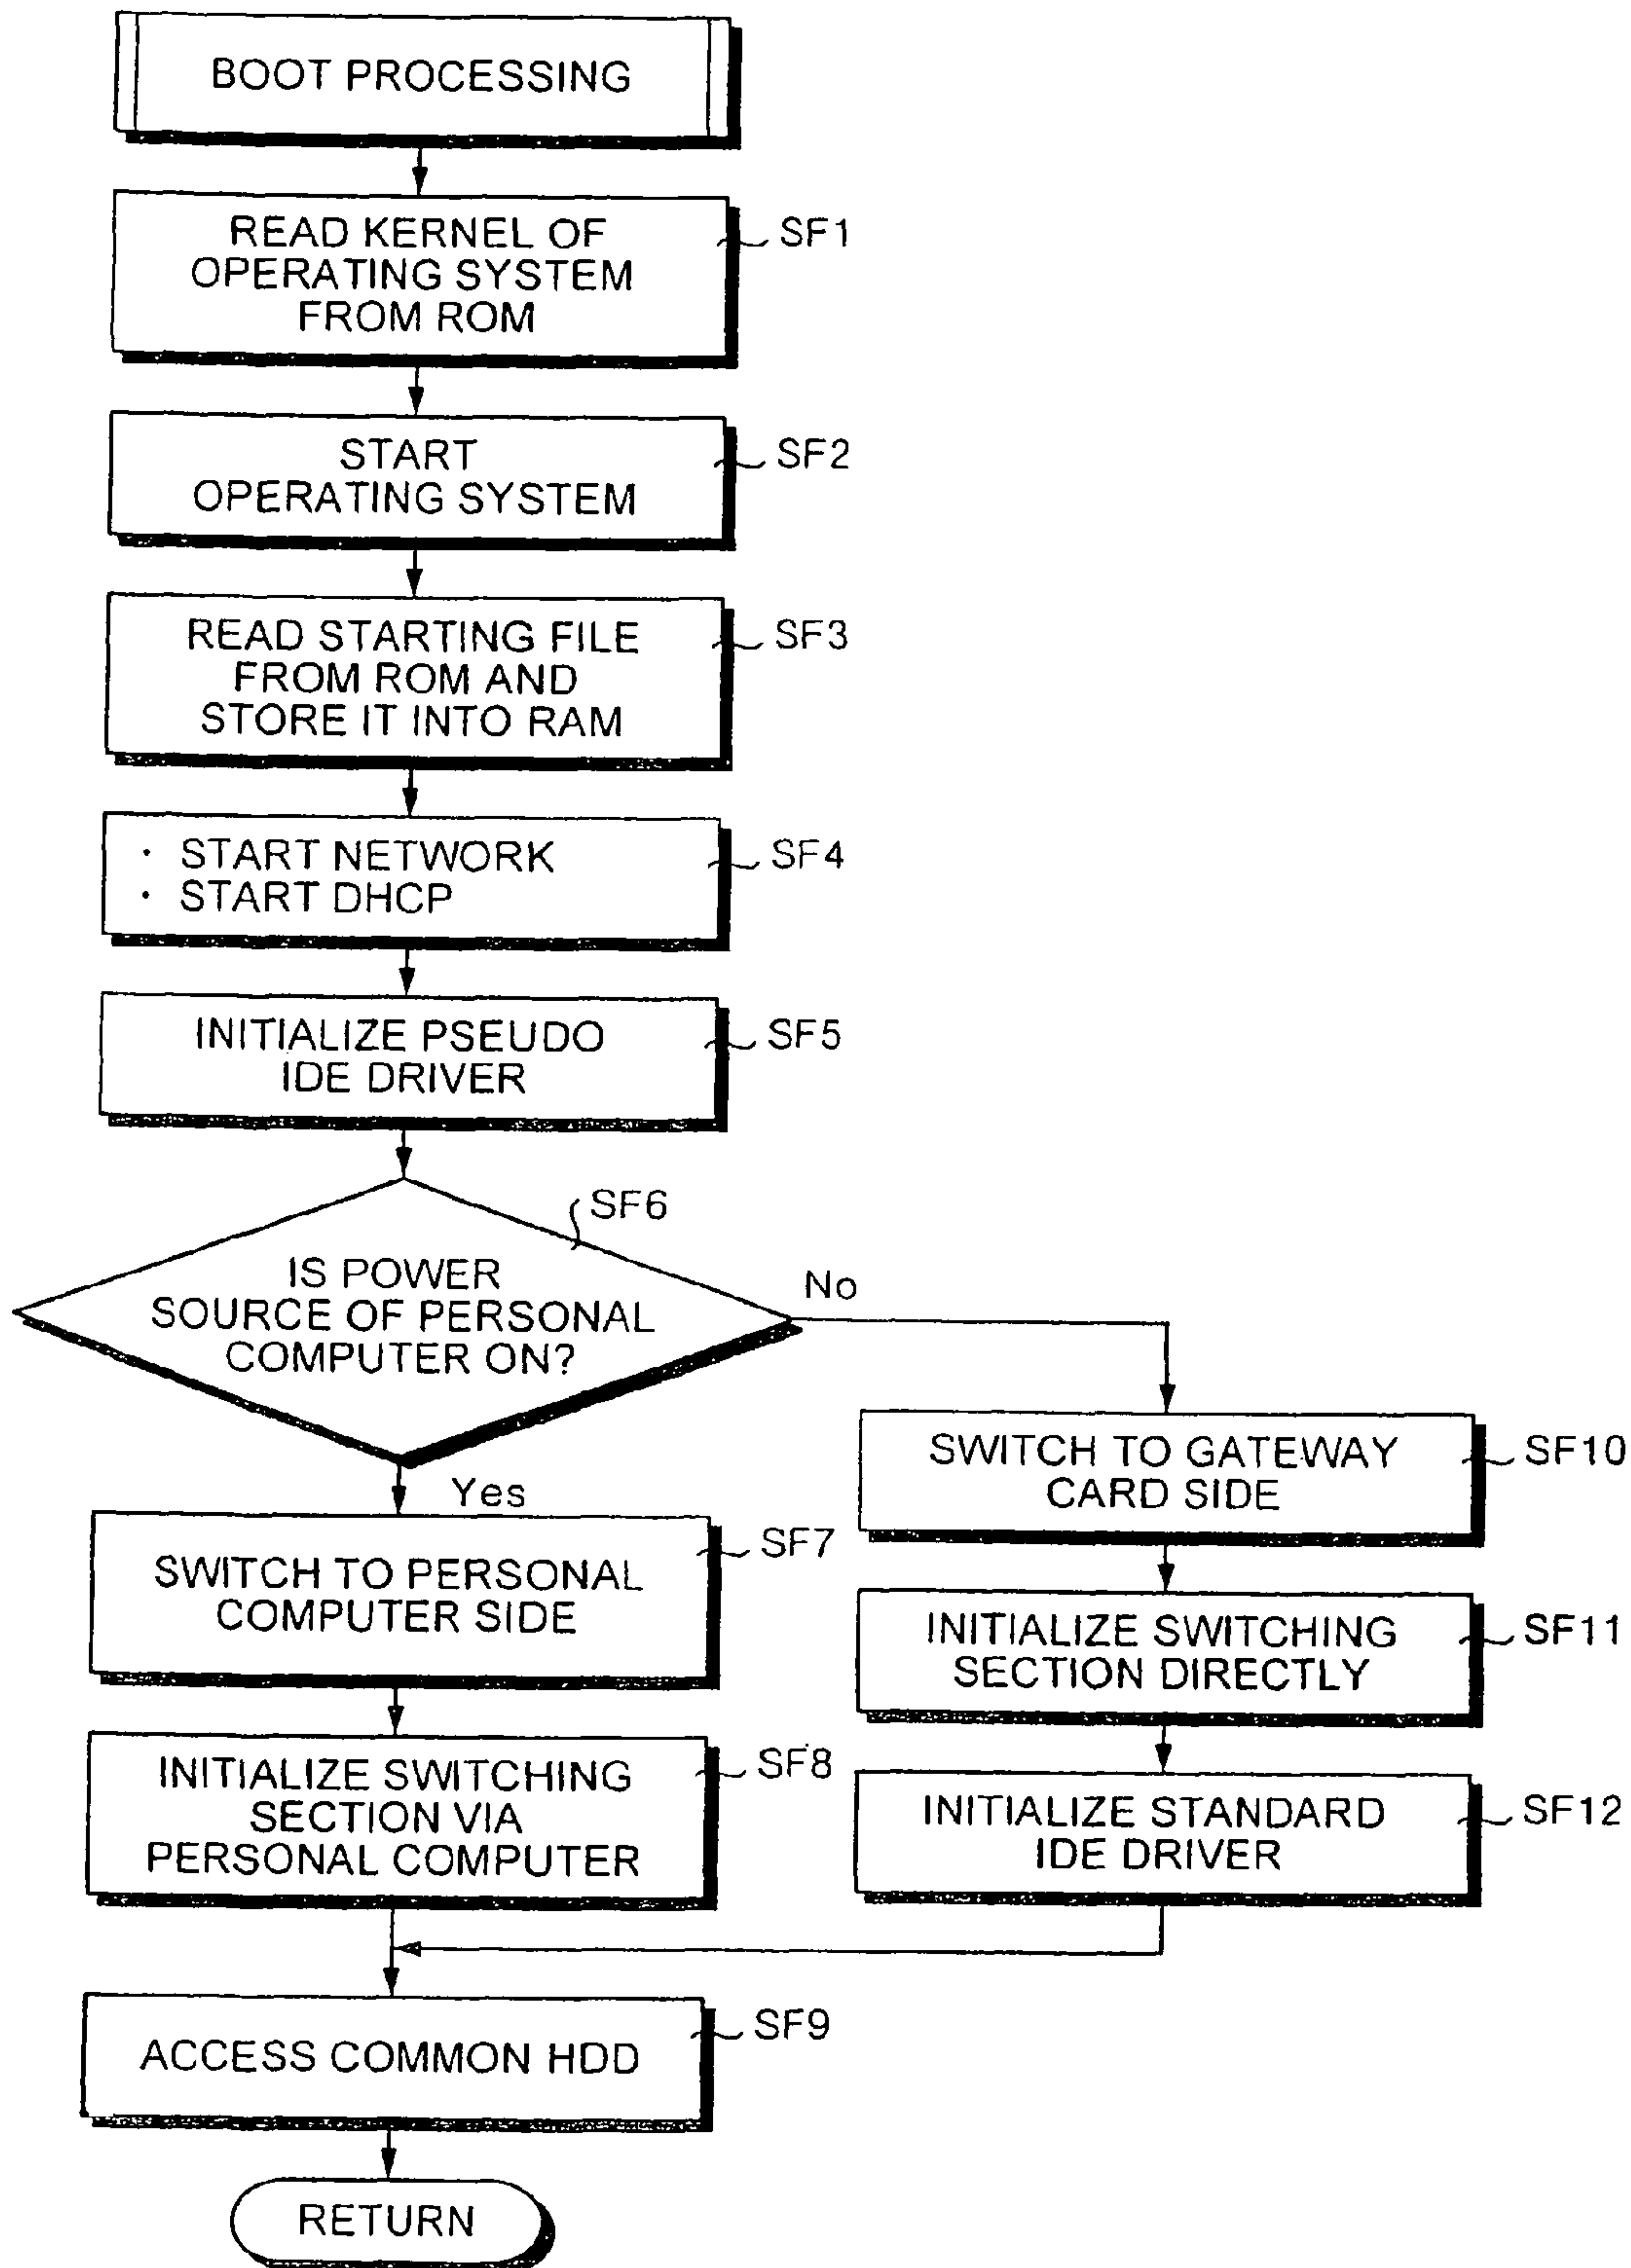 BOOT PROCESSING
READ KERNEL OF
OPERATING SYSTEM
FROM ROM
SF1
START
OPERATING SYSTEM
SF2
READ STARTING FILE
FROM ROM AND
STORE IT INTO RAM
SF3
· START NETWORK
· START DHCP
SF4
INITIALIZE PSEUDO
IDE DRIVER
SF5
SF6
IS POWER
SOURCE OF PERSONAL
COMPUTER ON?
No
Yes
SWITCH TO PERSONAL
COMPUTER SIDE
SF7
INITIALIZE SWITCHING
SECTION VIA
PERSONAL COMPUTER
SF8
SWITCH TO GATEWAY
CARD SIDE
SF10
INITIALIZE SWITCHING
SECTION DIRECTLY
SF11
INITIALIZE STANDARD
IDE DRIVER
SF12
ACCESS COMMON HDD
SF9
RETURN